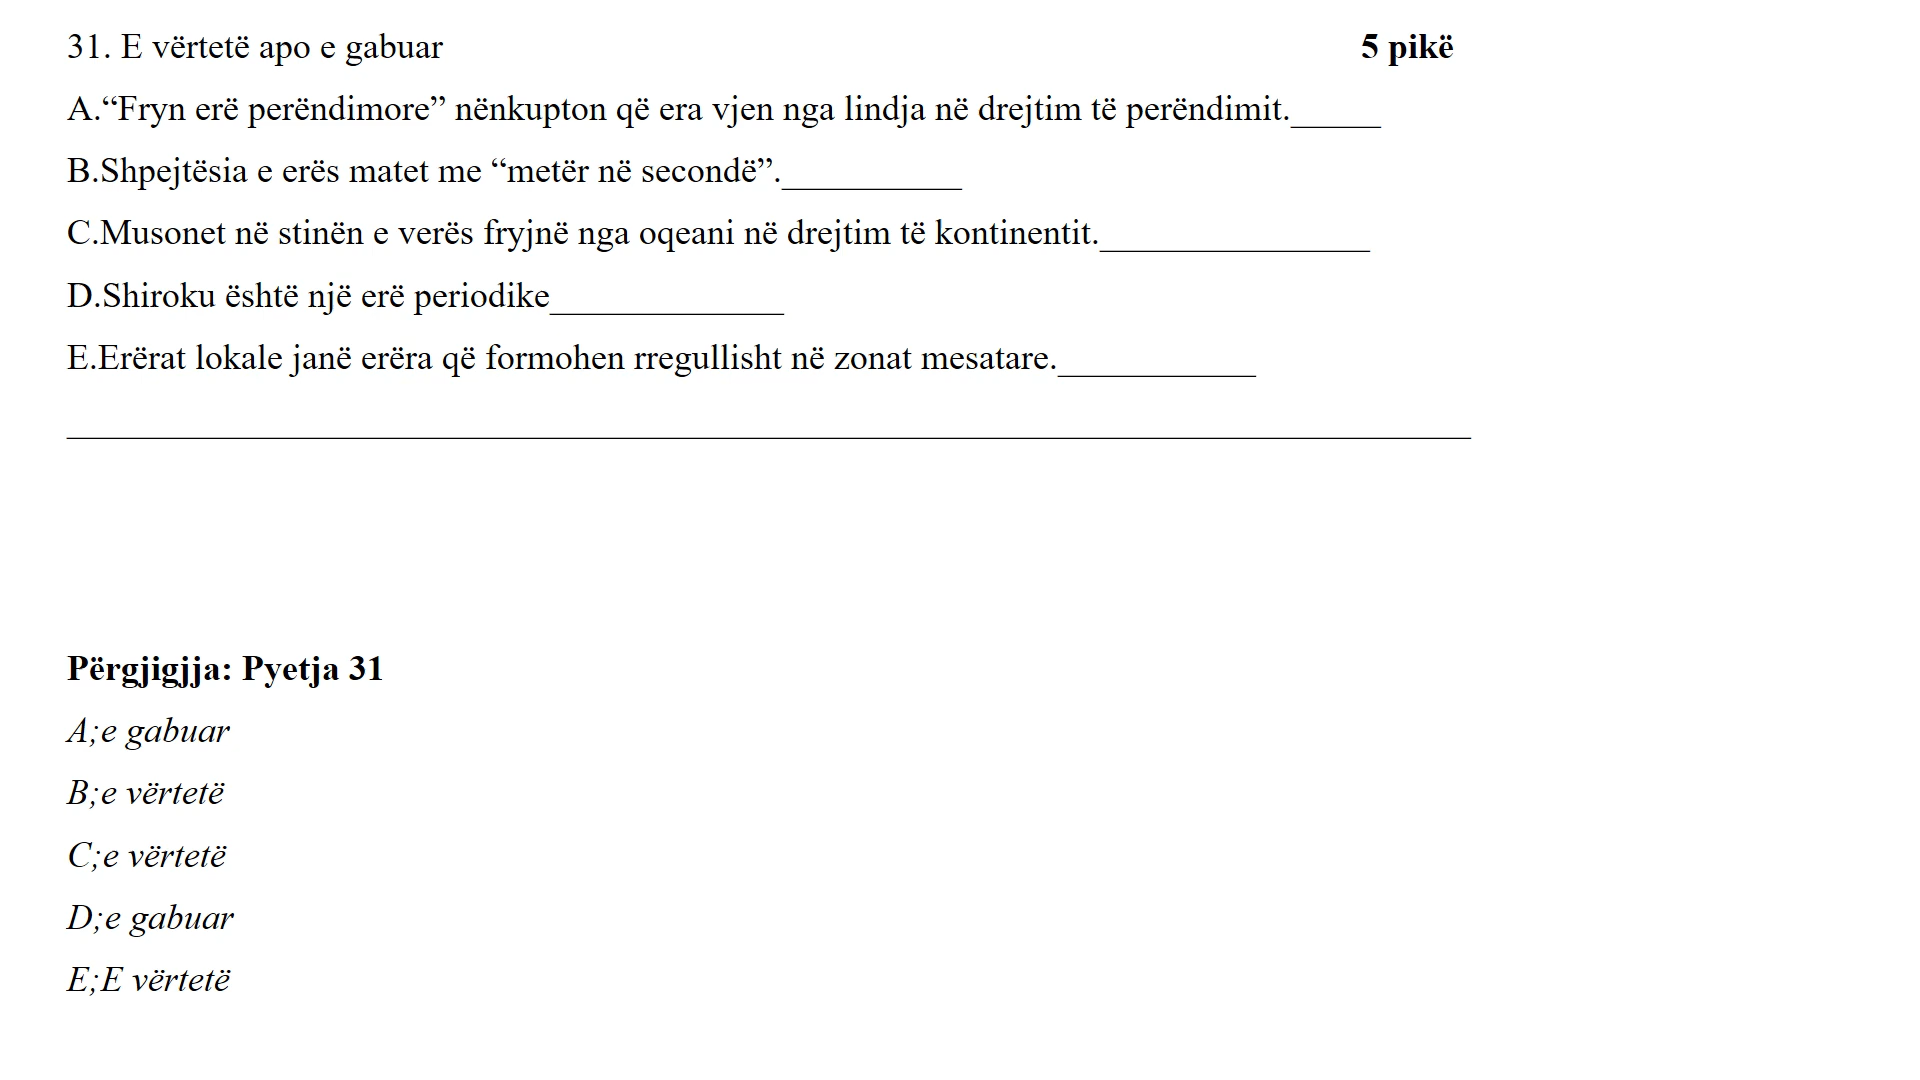 31. E vërtetë apo e gabuar 5 pikë
A.“Fryn erë perëndimore” nënkupton që era vjen nga lindja në drejtim të perëndimit._____
B.Shpejtësia e erës matet me “metër në secondë”.__________
C.Musonet në stinën e verës fryjnë nga oqeani në drejtim të kontinentit._______________
D.Shiroku është një erë periodike_____________
E.Erërat lokale janë erëra që formohen rregullisht në zonat mesatare.___________
______________________________________________________________________________
Përgjigjja: Pyetja 31
A;e gabuar
B;e vërtetë
C;e vërtetë
D;e gabuar
E;E vërtetë